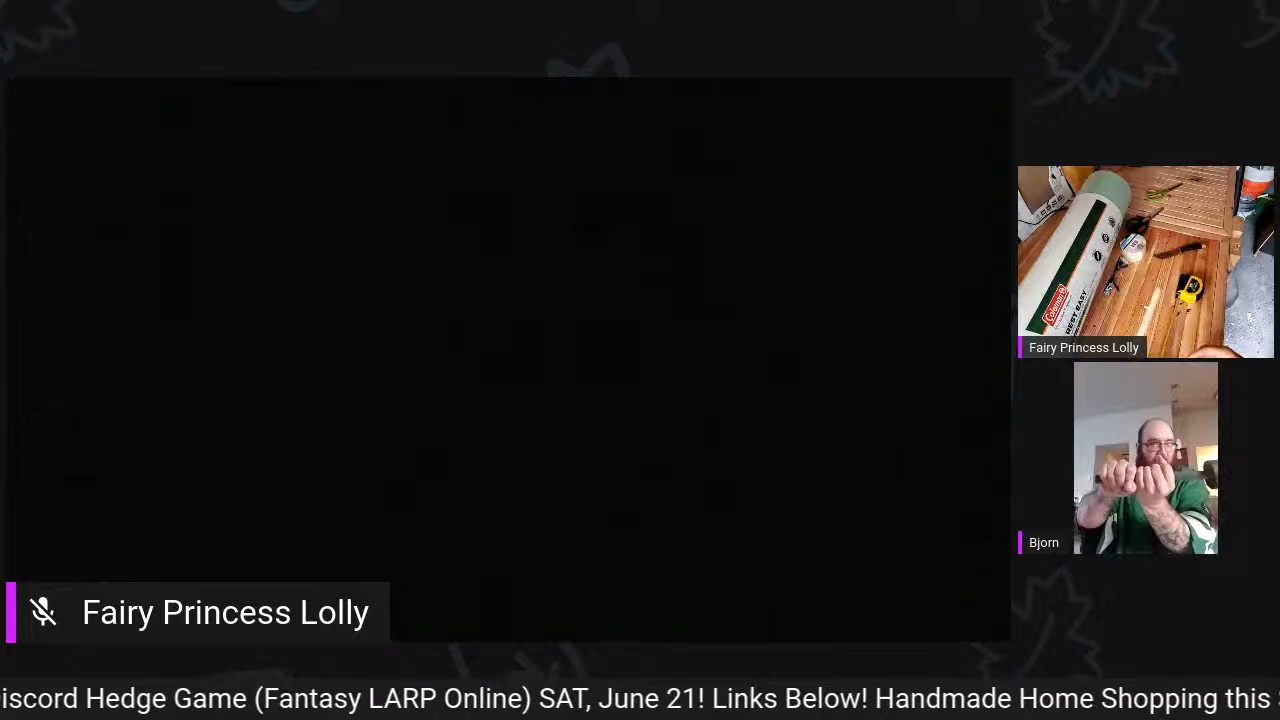 Coleman
REST EASY
Fairy Princess Lolly
Bjorn
Fairy Princess Lolly
iscord Hedge Game (Fantasy LARP Online) SAT, June 21! Links Below! Handmade Home Shopping this